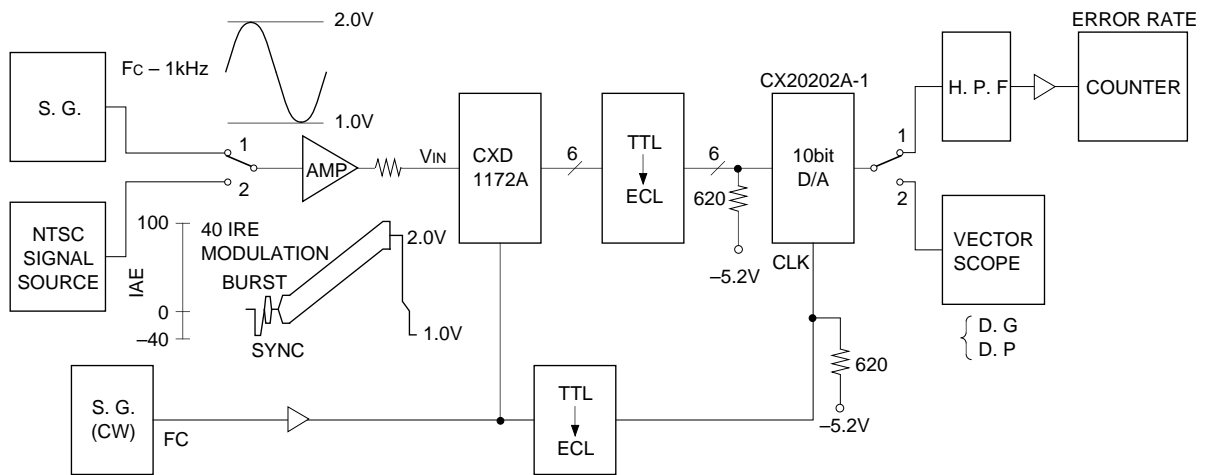 ERROR RATE
2.0V
FC – 1kHz
1.0V
S. G.
1
2
AMP
VIN
CXD
1172A
6
TTL
ECL
6
620
–5.2V
CX20202A-1
10bit
D/A
CLK
1
2
H. P. F
COUNTER
VECTOR
SCOPE
D. G
D. P
NTSC
SIGNAL
SOURCE
100
0
–40
IAE
40 IRE
MODULATION
BURST
SYNC
2.0V
1.0V
620
–5.2V
S. G.
(CW)
FC
TTL
ECL